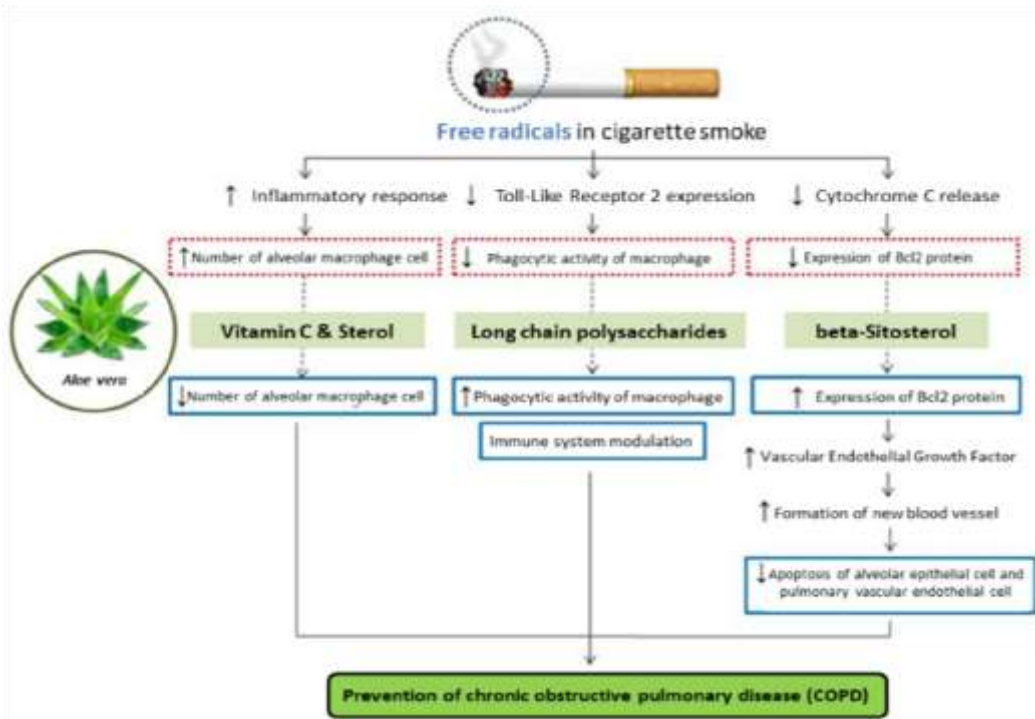 Free radicals in cigarette smoke
↑ Inflammatory response
↓ Toll-Like Receptor 2 expression
↓ Cytochrome C release
↑ Number of alveolar macrophage cell
↓ Phagocytic activity of macrophage
↓ Expression of Bcl2 protein
Aloe vera
Vitamin C & Sterol
Long chain polysaccharides
beta-Sitosterol
↓ Number of alveolar macrophage cell
↑ Phagocytic activity of macrophage
↑ Expression of Bcl2 protein
Immune system modulation
↑ Vascular Endothelial Growth Factor
↑ Formation of new blood vessel
↓ Apoptosis of alveolar epithelial cell and
pulmonary vascular endothelial cell
Prevention of chronic obstructive pulmonary disease (COPD)